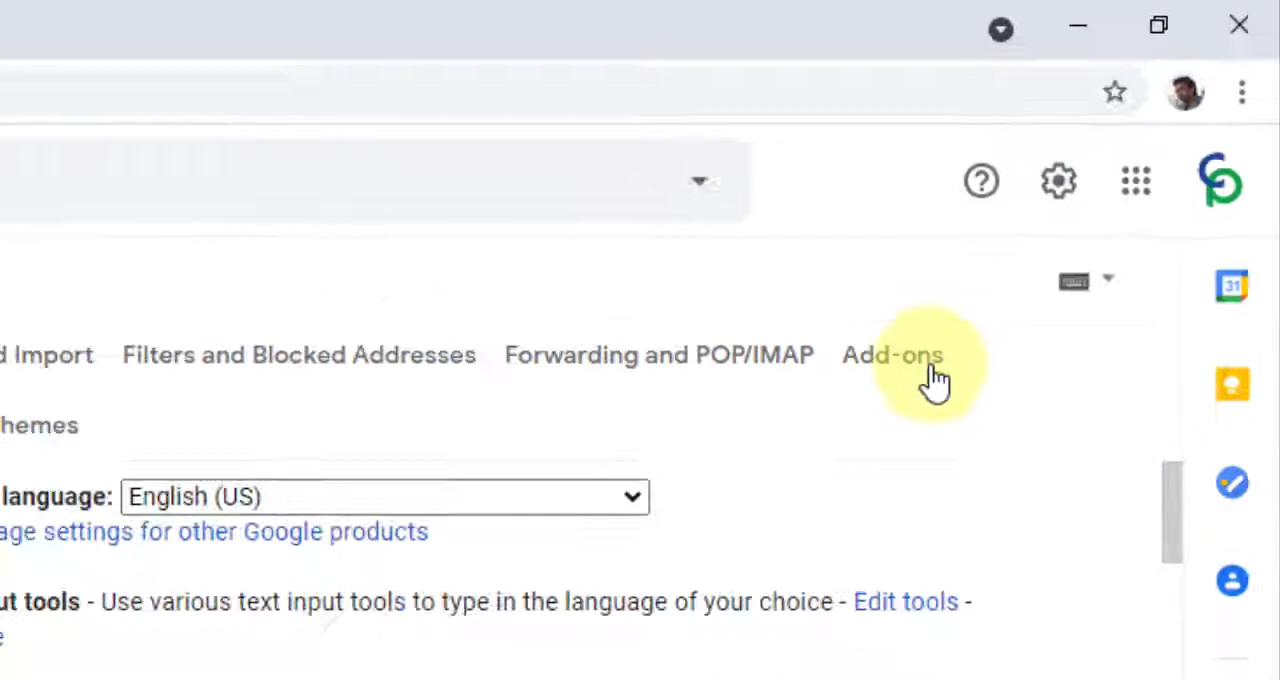 31
d Import Filters and Blocked Addresses Forwarding and POP/IMAP Add-ons
hemes
language: English (US)
age settings for other Google products
ut tools - Use various text input tools to type in the language of your choice - Edit tools -
e